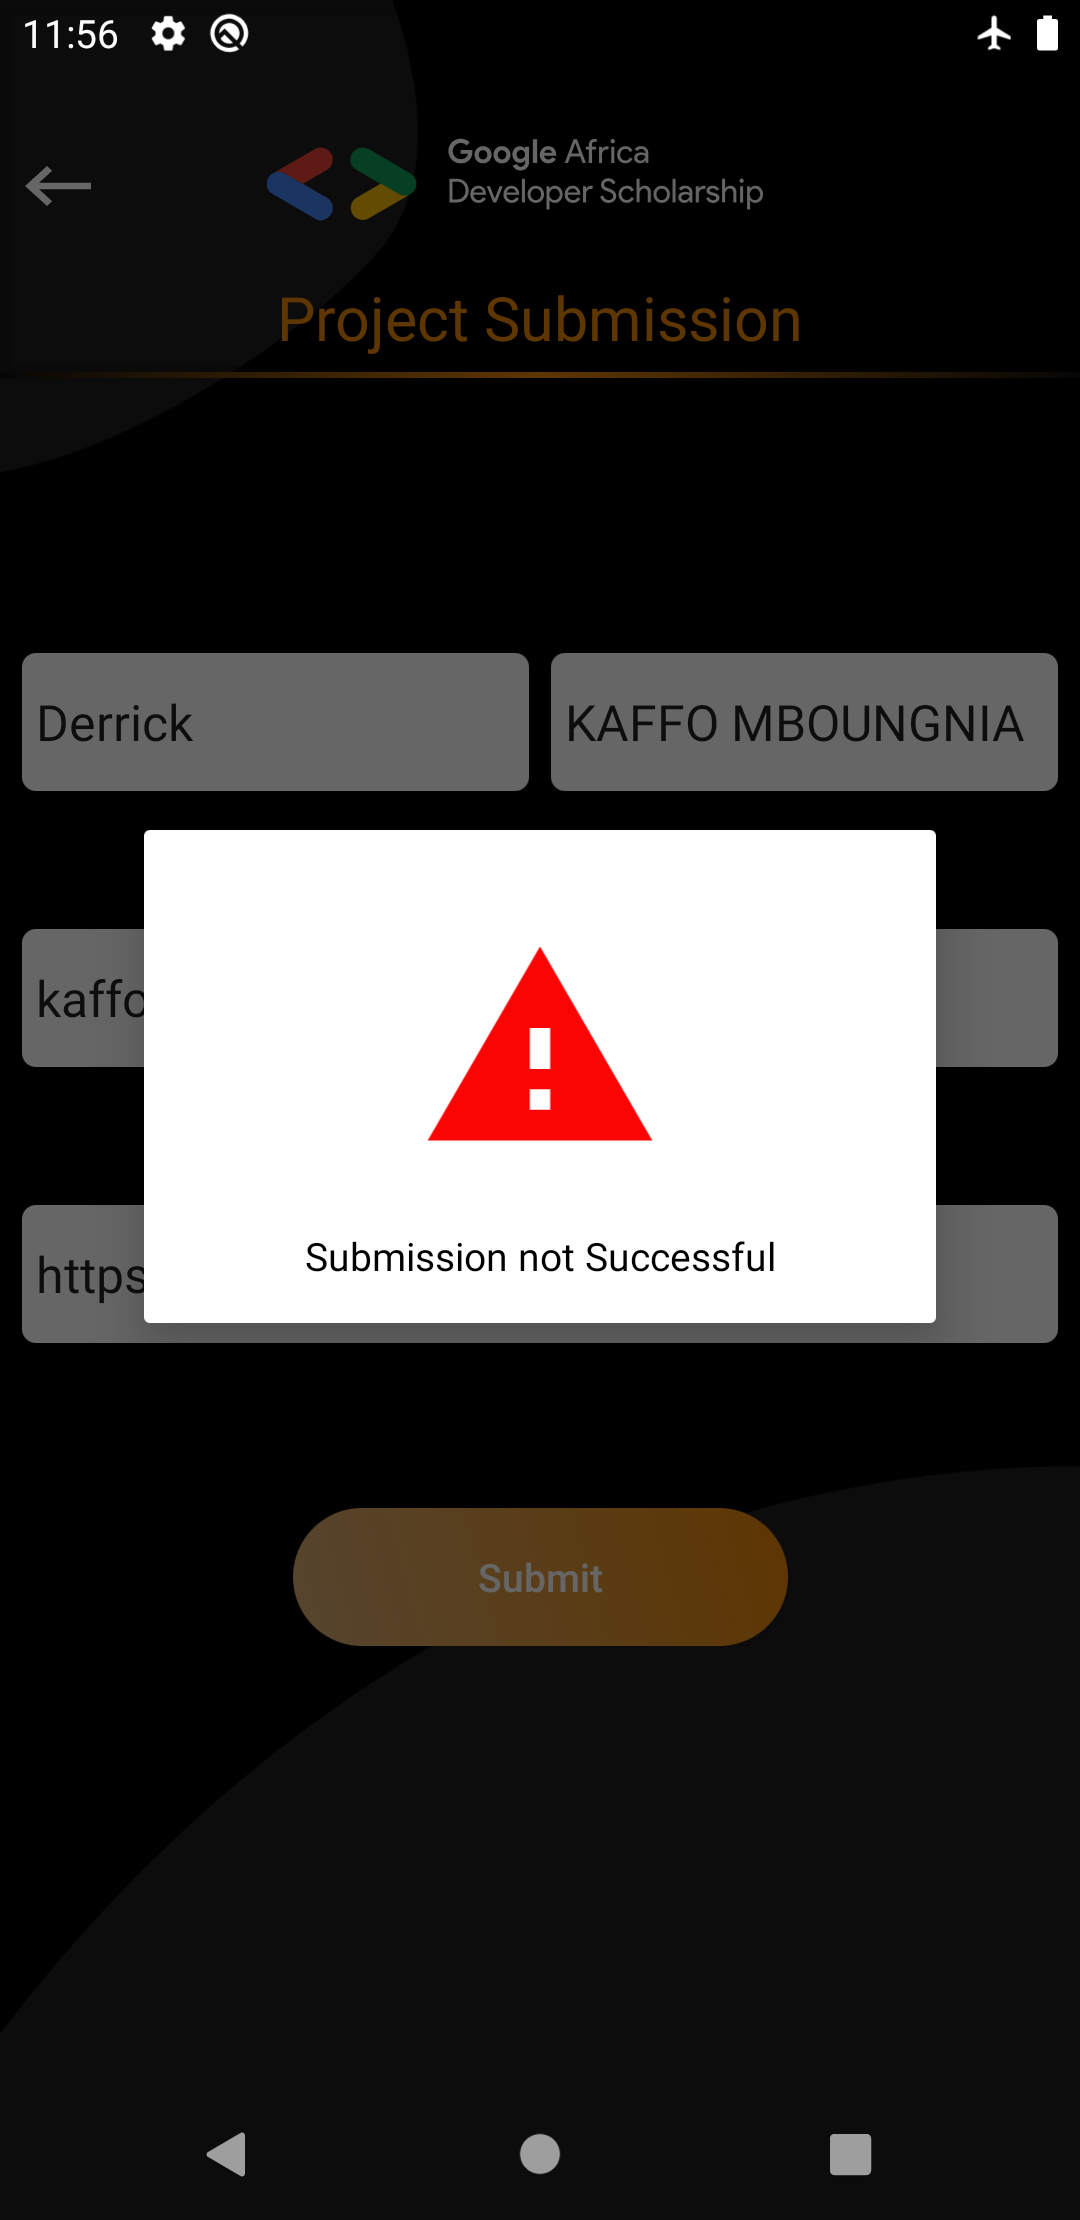 11:56
Google Africa
Developer Scholarship
Project Submission
Derrick
KAFFO MBOUNGNIA
kaffo
https
Submission not Successful
Submit